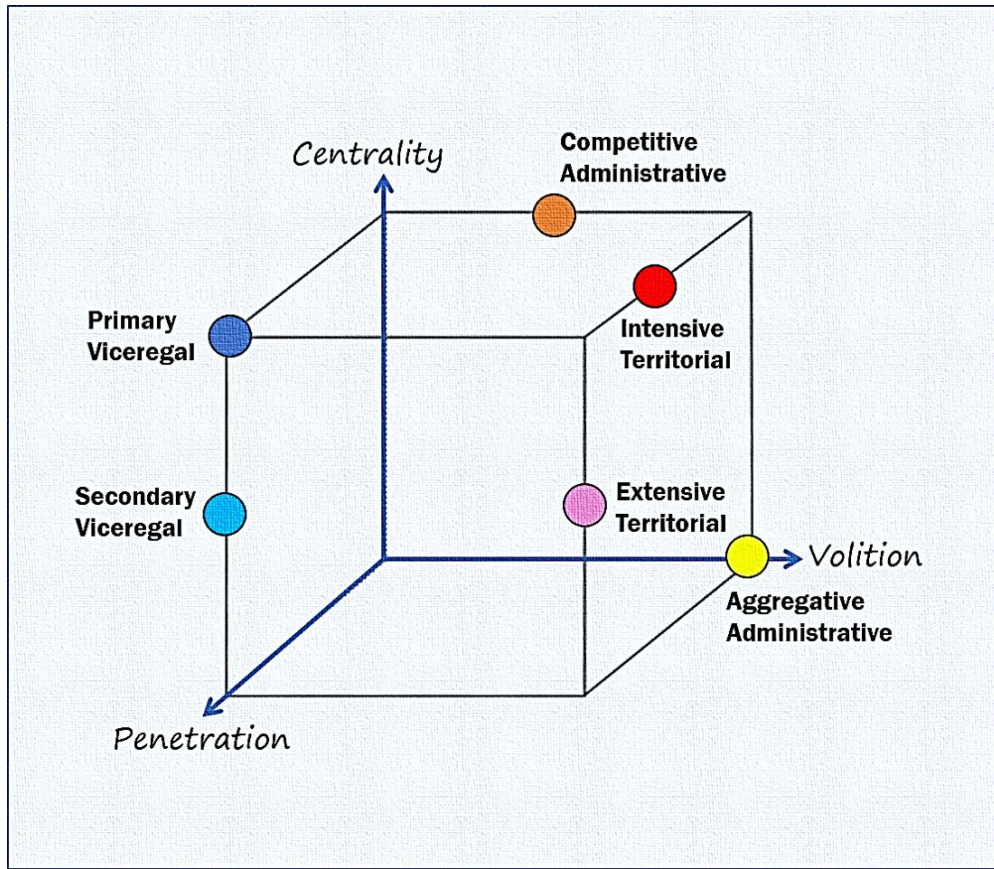 Centrality
Competitive
Administrative
Primary
Viceregal
Intensive
Territorial
Secondary
Viceregal
Extensive
Territorial
Volition
Aggregative
Administrative
Penetration